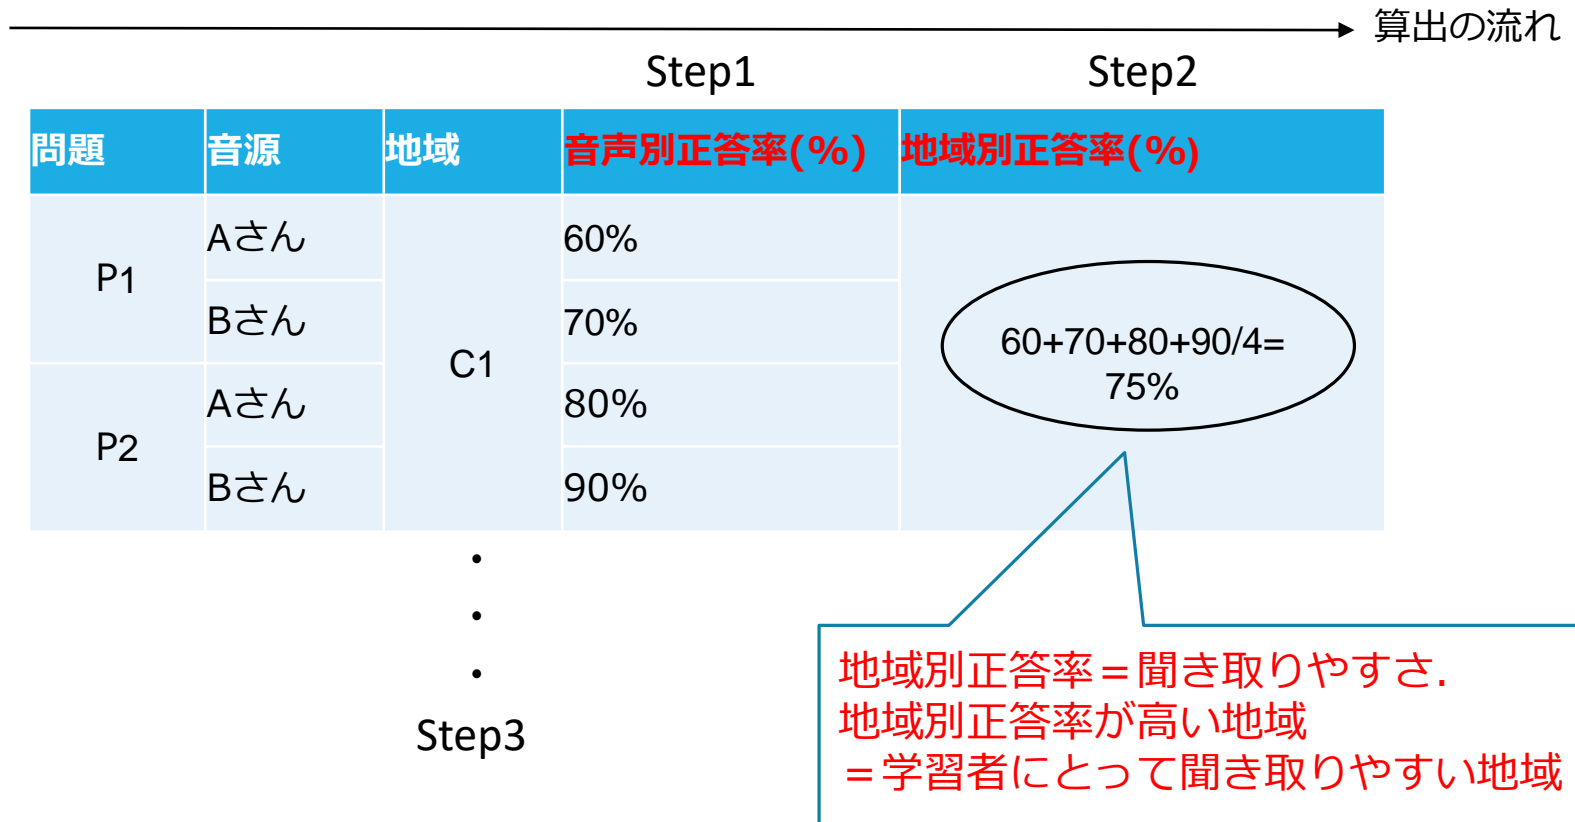 算出の流れ
Step1 Step2
問題 音源 地域 音声別正答率(%) 地域別正答率(%)
P1 Aさん C1 60% 60+70+80+90/4=
75%
Bさん 70%
P2 Aさん 80%
Bさん 90%
・
・
・
Step3
地域別正答率＝聞き取りやすさ.
地域別正答率が高い地域
＝学習者にとって聞き取りやすい地域